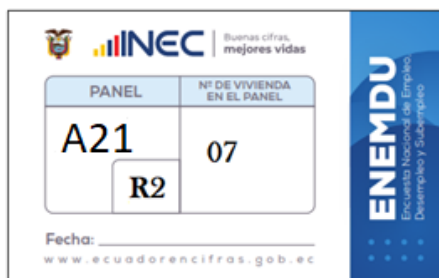 INEC
Buenas cifras,
mejores vidas
PANEL
Nº DE VIVIENDA
EN EL PANEL
A21
R2
07
Fecha:
www.ecuadorencifras.gob.ec
ENEMDU
Encuesta Nacional de Empleo,
Desempleo y Subempleo